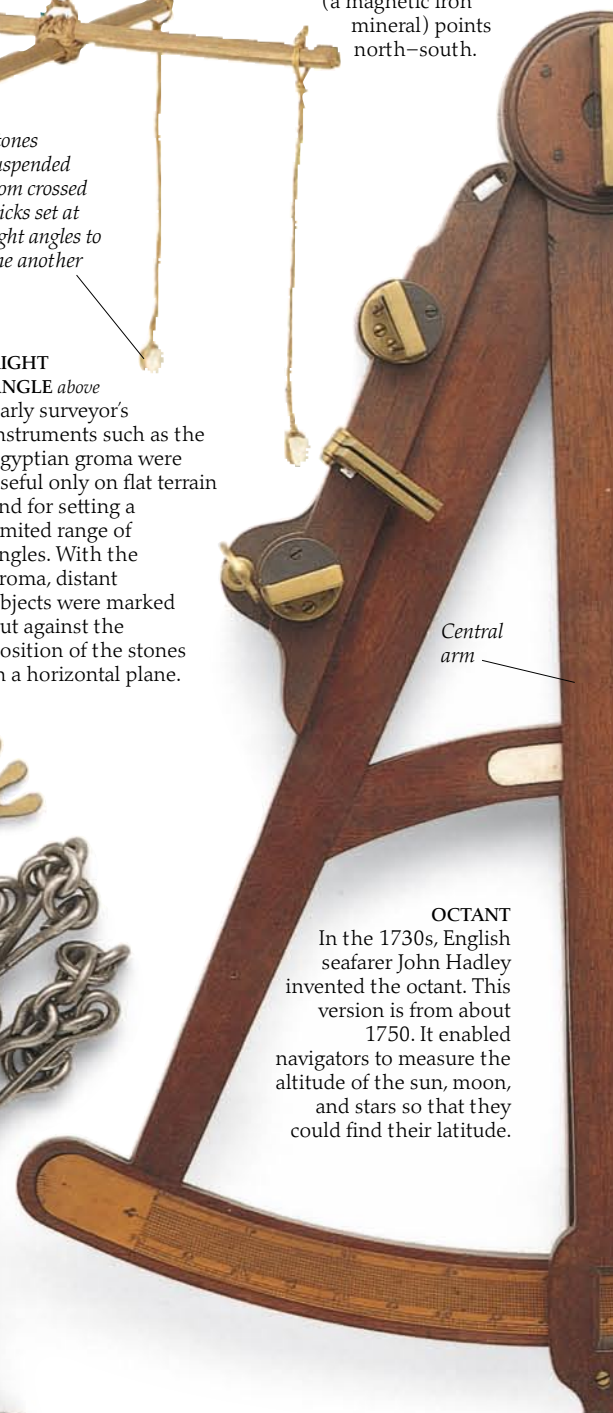 (a magnetic iron
mineral) points
north–south.
ones
uspended
om crossed
icks set at
ght angles to
ne another
IGHT
NGLE above
arly surveyor's
nstruments such as the
gyptian groma were
seful only on flat terrain
nd for setting a
mited range of
ngles. With the
roma, distant
bjects were marked
ut against the
osition of the stones
n a horizontal plane.
Central
arm
OCTANT
In the 1730s, English
seafarer John Hadley
invented the octant. This
version is from about
1750. It enabled
navigators to measure the
altitude of the sun, moon,
and stars so that they
could find their latitude.